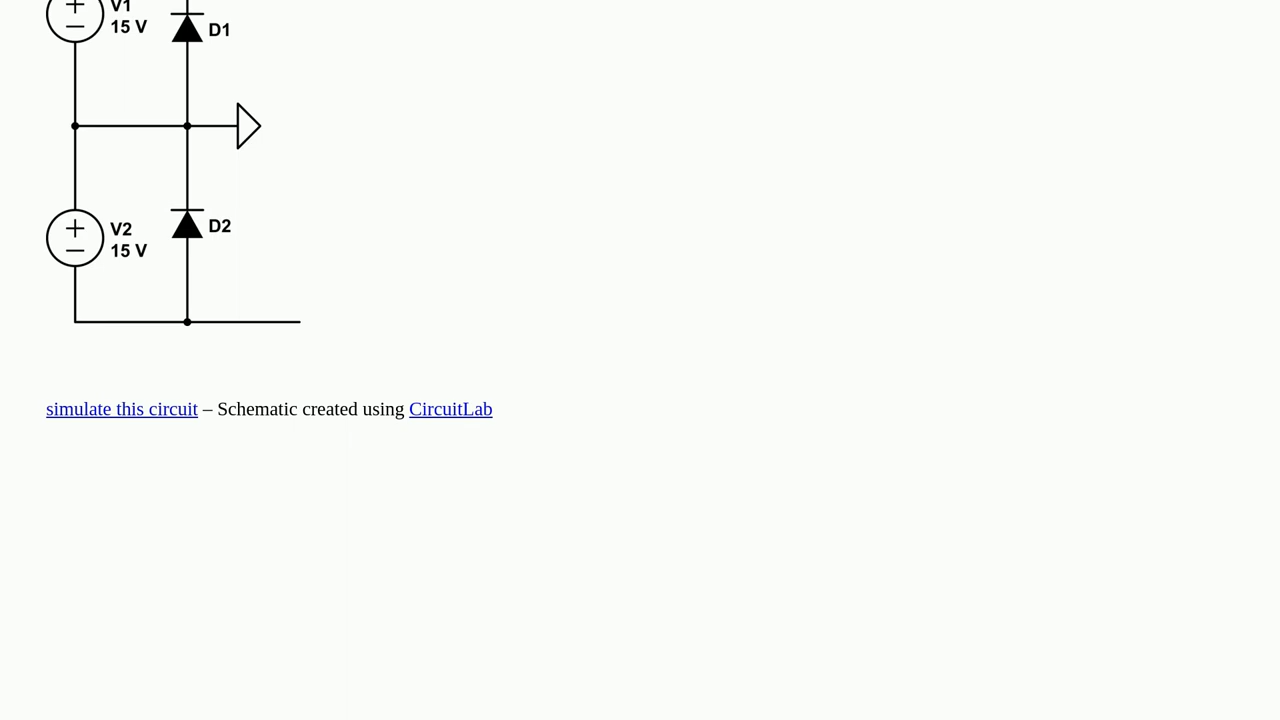 V1
15 V
D1
V2
15 V
D2
simulate this circuit – Schematic created using CircuitLab